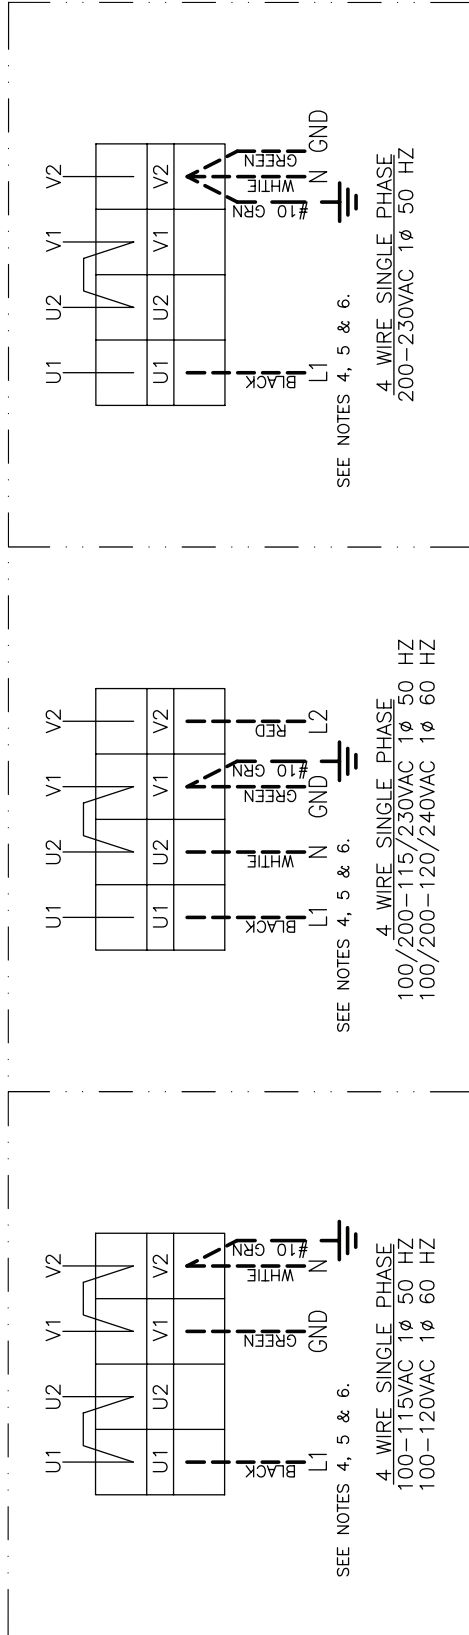 U1 U2 V1 V2
U1 U2 V1 V2
BLACK GREEN WHTIE #10 GRN
L1 GND N
SEE NOTES 4, 5 & 6.
4 WIRE SINGLE PHASE
100-115VAC 1ø 50 HZ
100-120VAC 1ø 60 HZ
U1 U2 V1 V2
U1 U2 V1 V2
BLACK WHTIE GREEN #10 GRN RED
L1 N GND L2
SEE NOTES 4, 5 & 6.
4 WIRE SINGLE PHASE
100/200-115/230VAC 1ø 50 HZ
100/200-120/240VAC 1ø 60 HZ
U1 U2 V1 V2
U1 U2 V1 V2
BLACK #10 GRN WHTIE GREEN
L1 N GND
SEE NOTES 4, 5 & 6.
4 WIRE SINGLE PHASE
200-230VAC 1ø 50 HZ